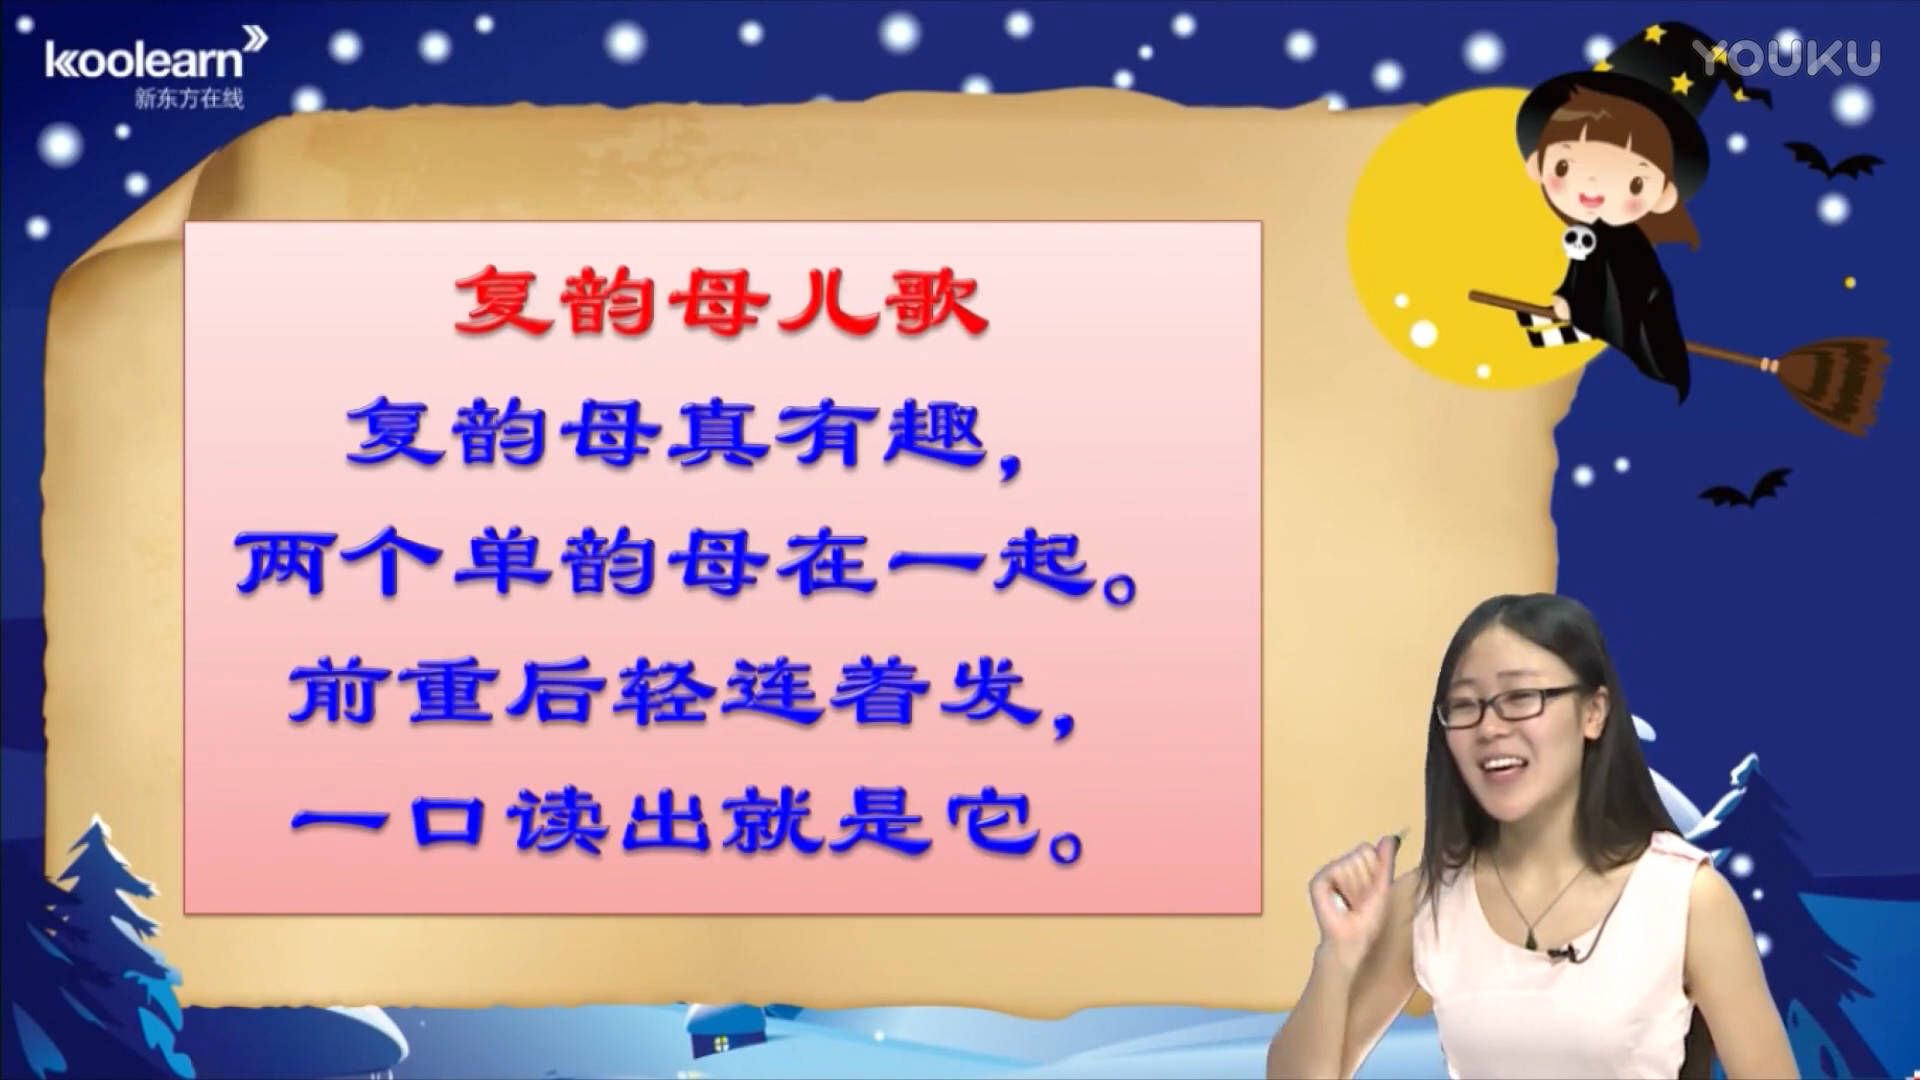 koolearn
新东方在线
YOUKU
复韵母儿歌
复韵母真有趣，
两个单韵母在一起。
前重后轻连着发，
一口读出就是它。